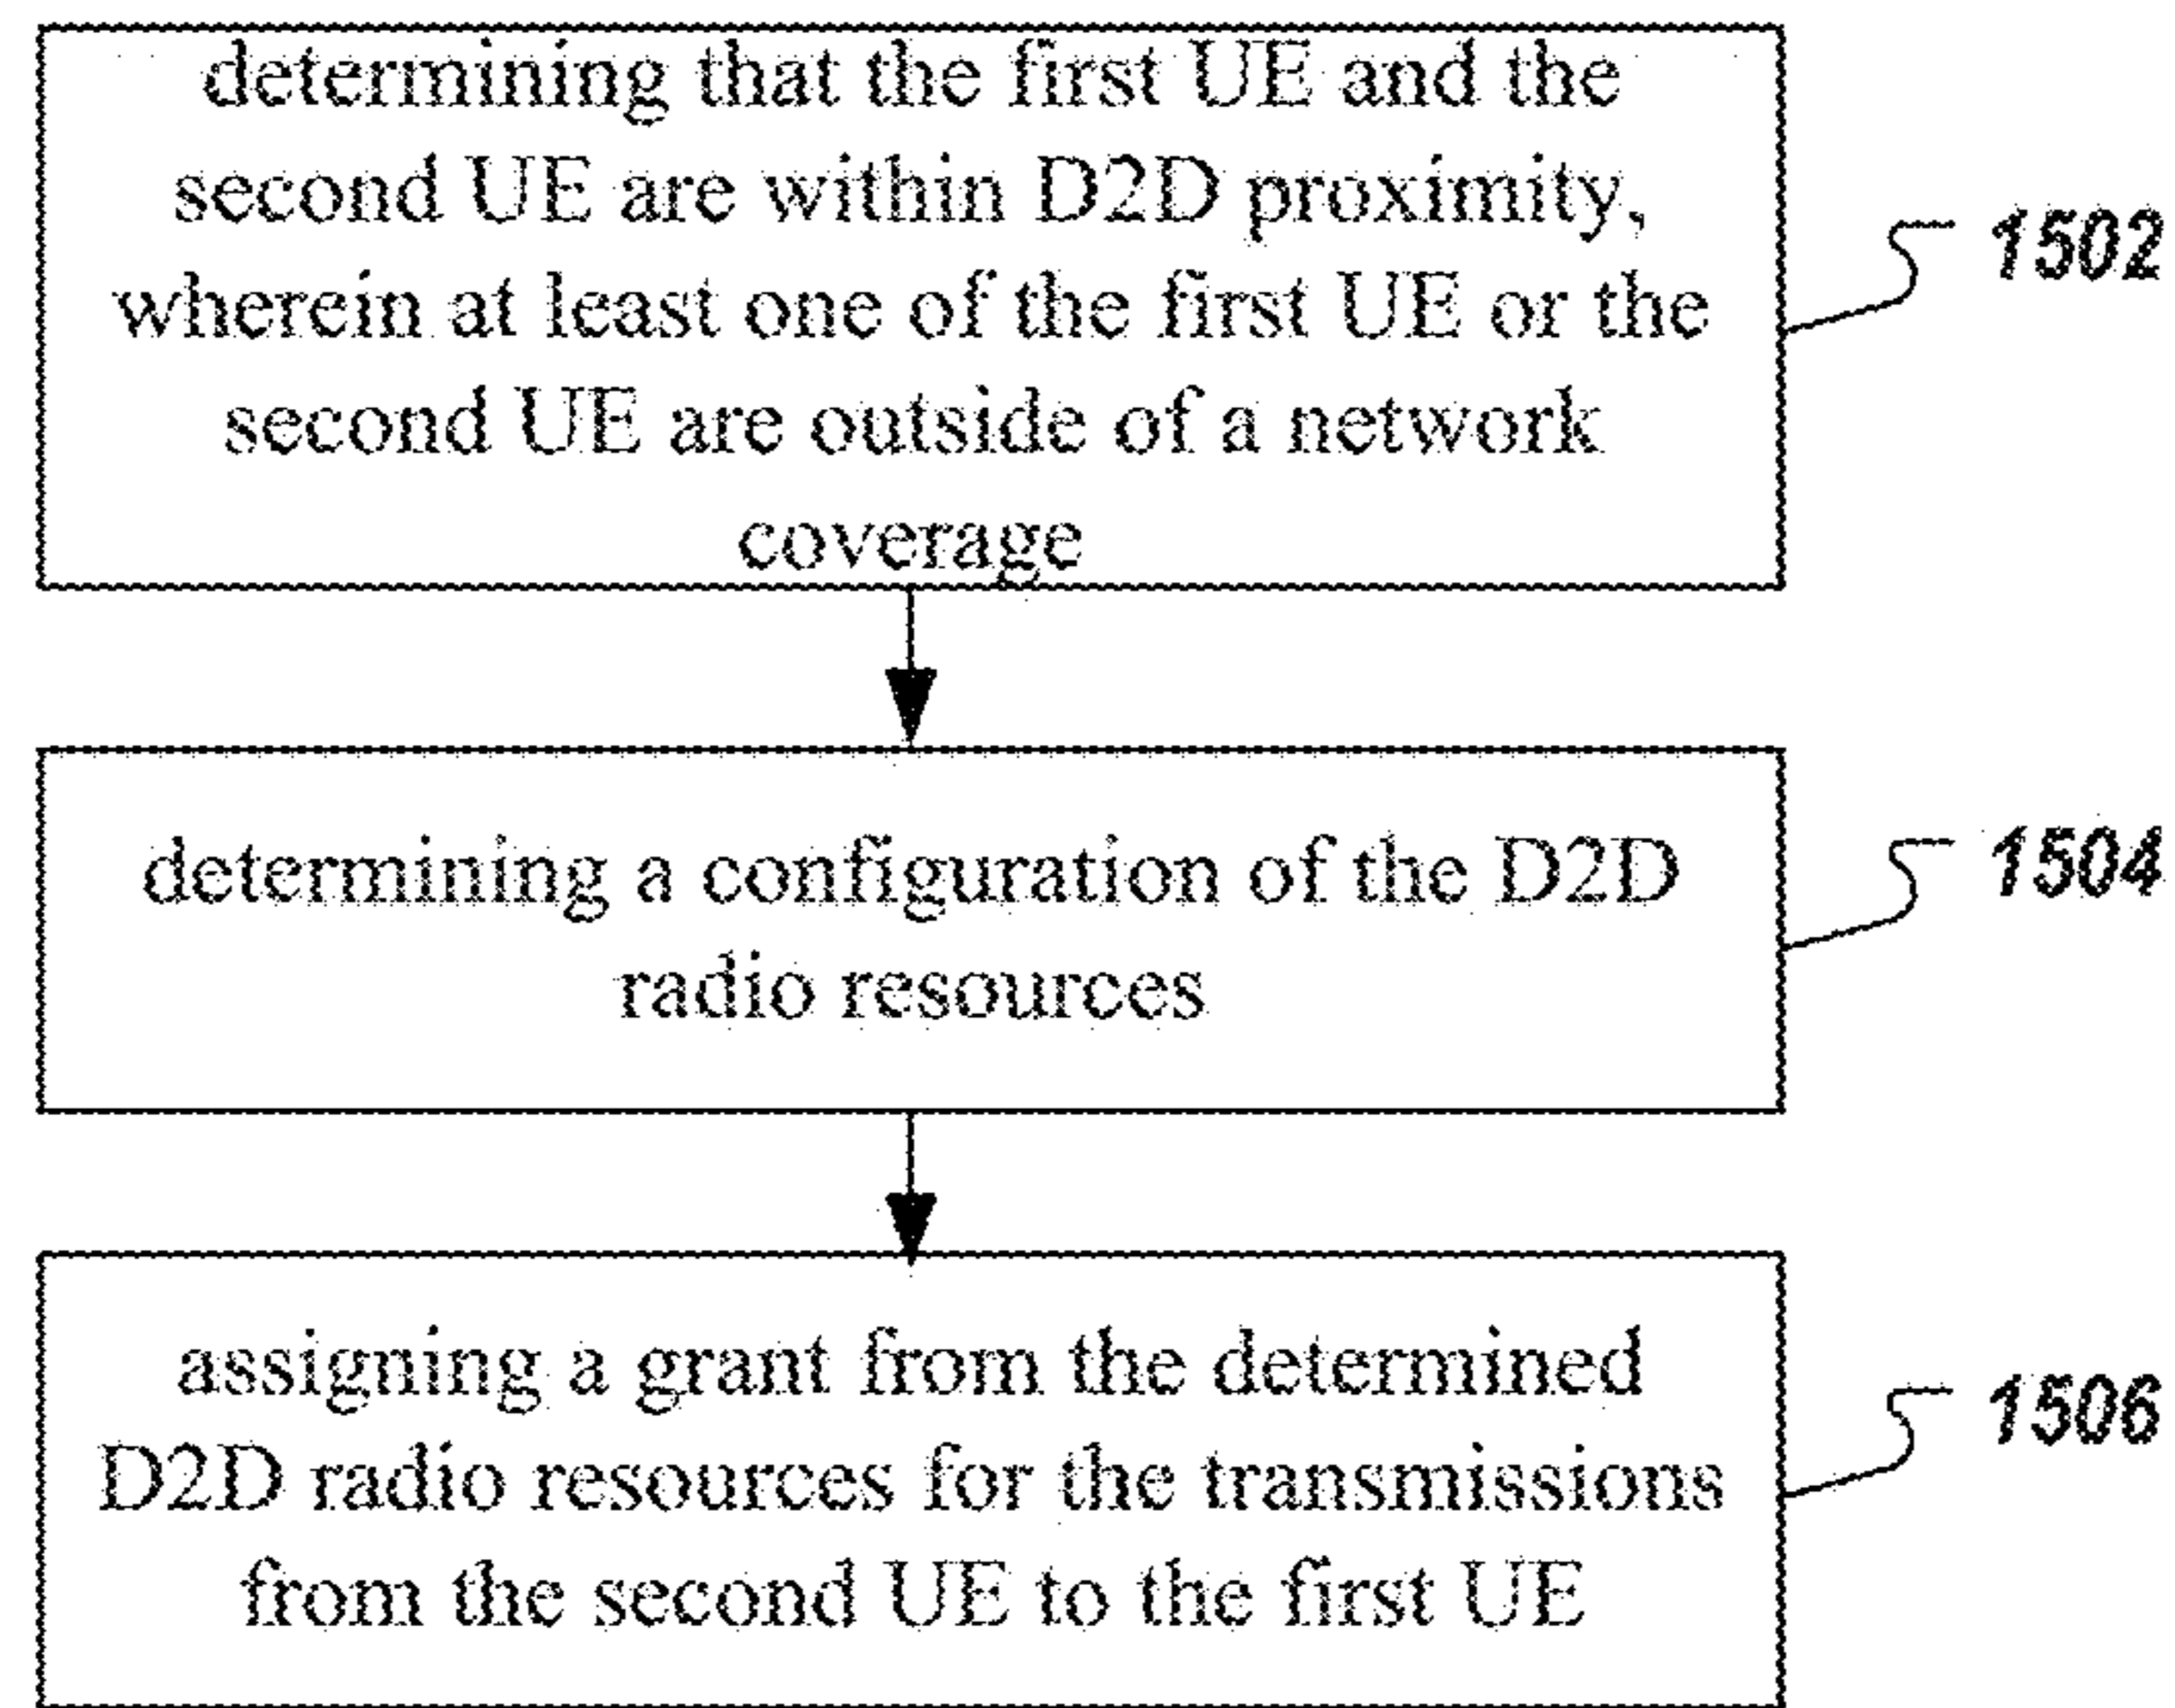 determining that the first UE and the
second UE are within D2D proximity,
wherein at least one of the first UE or the
second UE are outside of a network
coverage
1502
determining a configuration of the D2D
radio resources
1504
assigning a grant from the determined
D2D radio resources for the transmissions
from the second UE to the first UE
1506